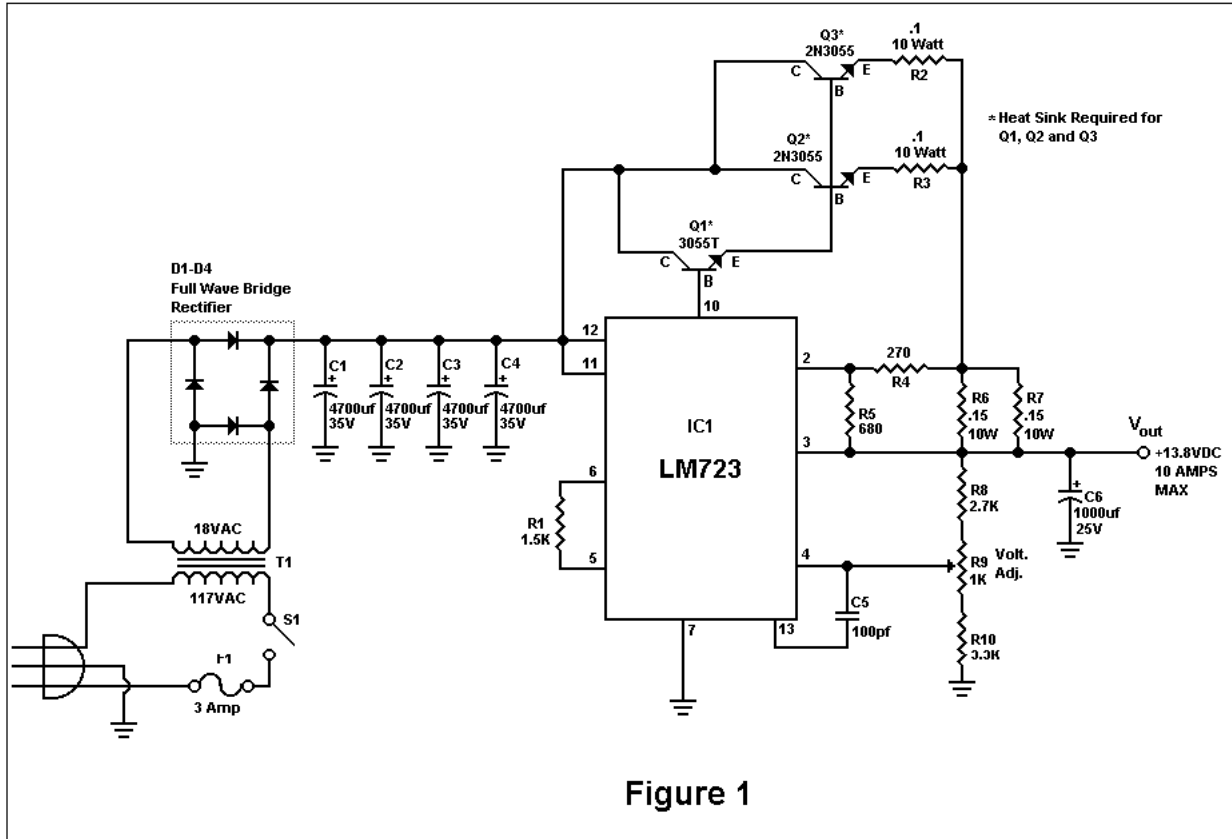 Q3*
2N3055
.1
10 Watt
C
E
B
R2
* Heat Sink Required for
Q1, Q2 and Q3
Q2*
2N3055
.1
10 Watt
C
E
B
R3
Q1*
3055T
C
E
B
D1-D4
Full Wave Bridge
Rectifier
10
12
11
C1
+
4700uf
35V
C2
+
4700uf
35V
C3
+
4700uf
35V
C4
+
4700uf
35V
2
270
R4
R5
680
R6
.15
10W
R7
.15
10W
IC1
LM723
3
Vout
+13.8VDC
10 AMPS
MAX
6
R1
1.5K
5
R8
2.7K
+
C6
1000uf
25V
18VAC
T1
117VAC
4
R9
1K
Volt.
Adj.
C5
100pf
S1
7
13
R10
3.3K
F1
3 Amp
Figure 1